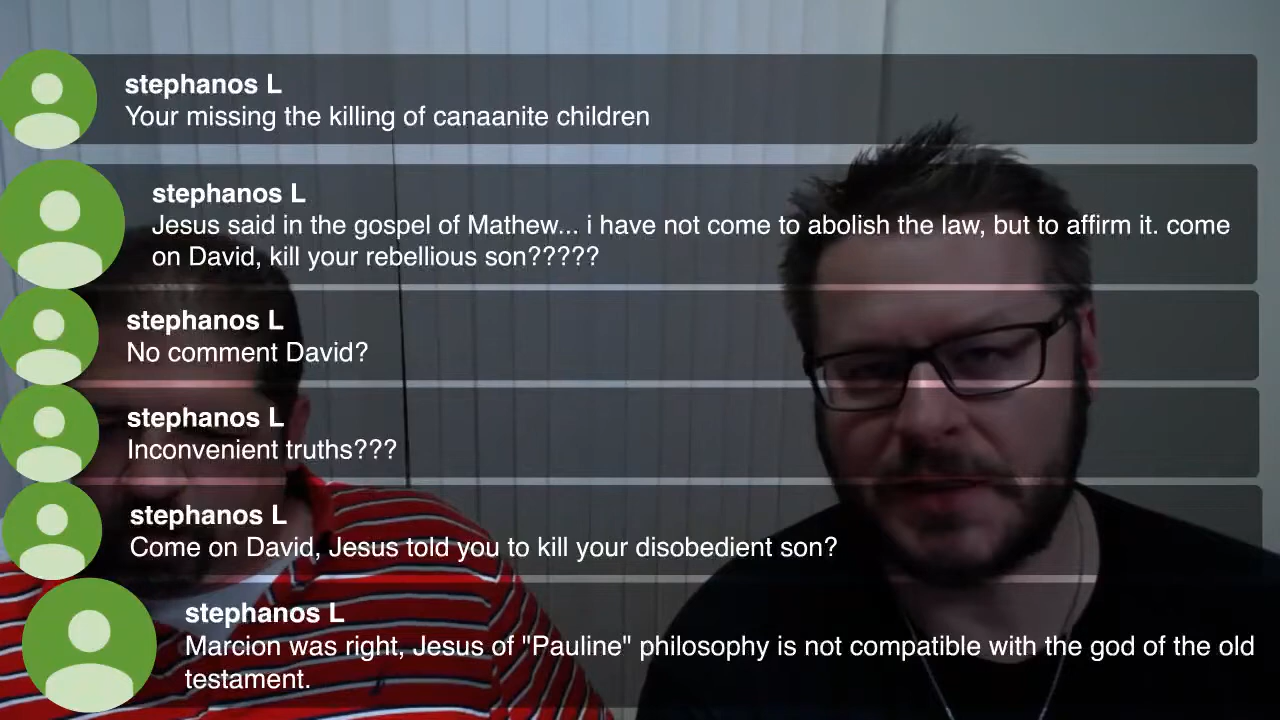 stephanos L
Your missing the killing of canaanite children
stephanos L
Jesus said in the gospel of Mathew... i have not come to abolish the law, but to affirm it. come
on David, kill your rebellious son?????
stephanos L
No comment David?
stephanos L
Inconvenient truths???
stephanos L
Come on David, Jesus told you to kill your disobedient son?
stephanos L
Marcion was right, Jesus of "Pauline" philosophy is not compatible with the god of the old
testament.